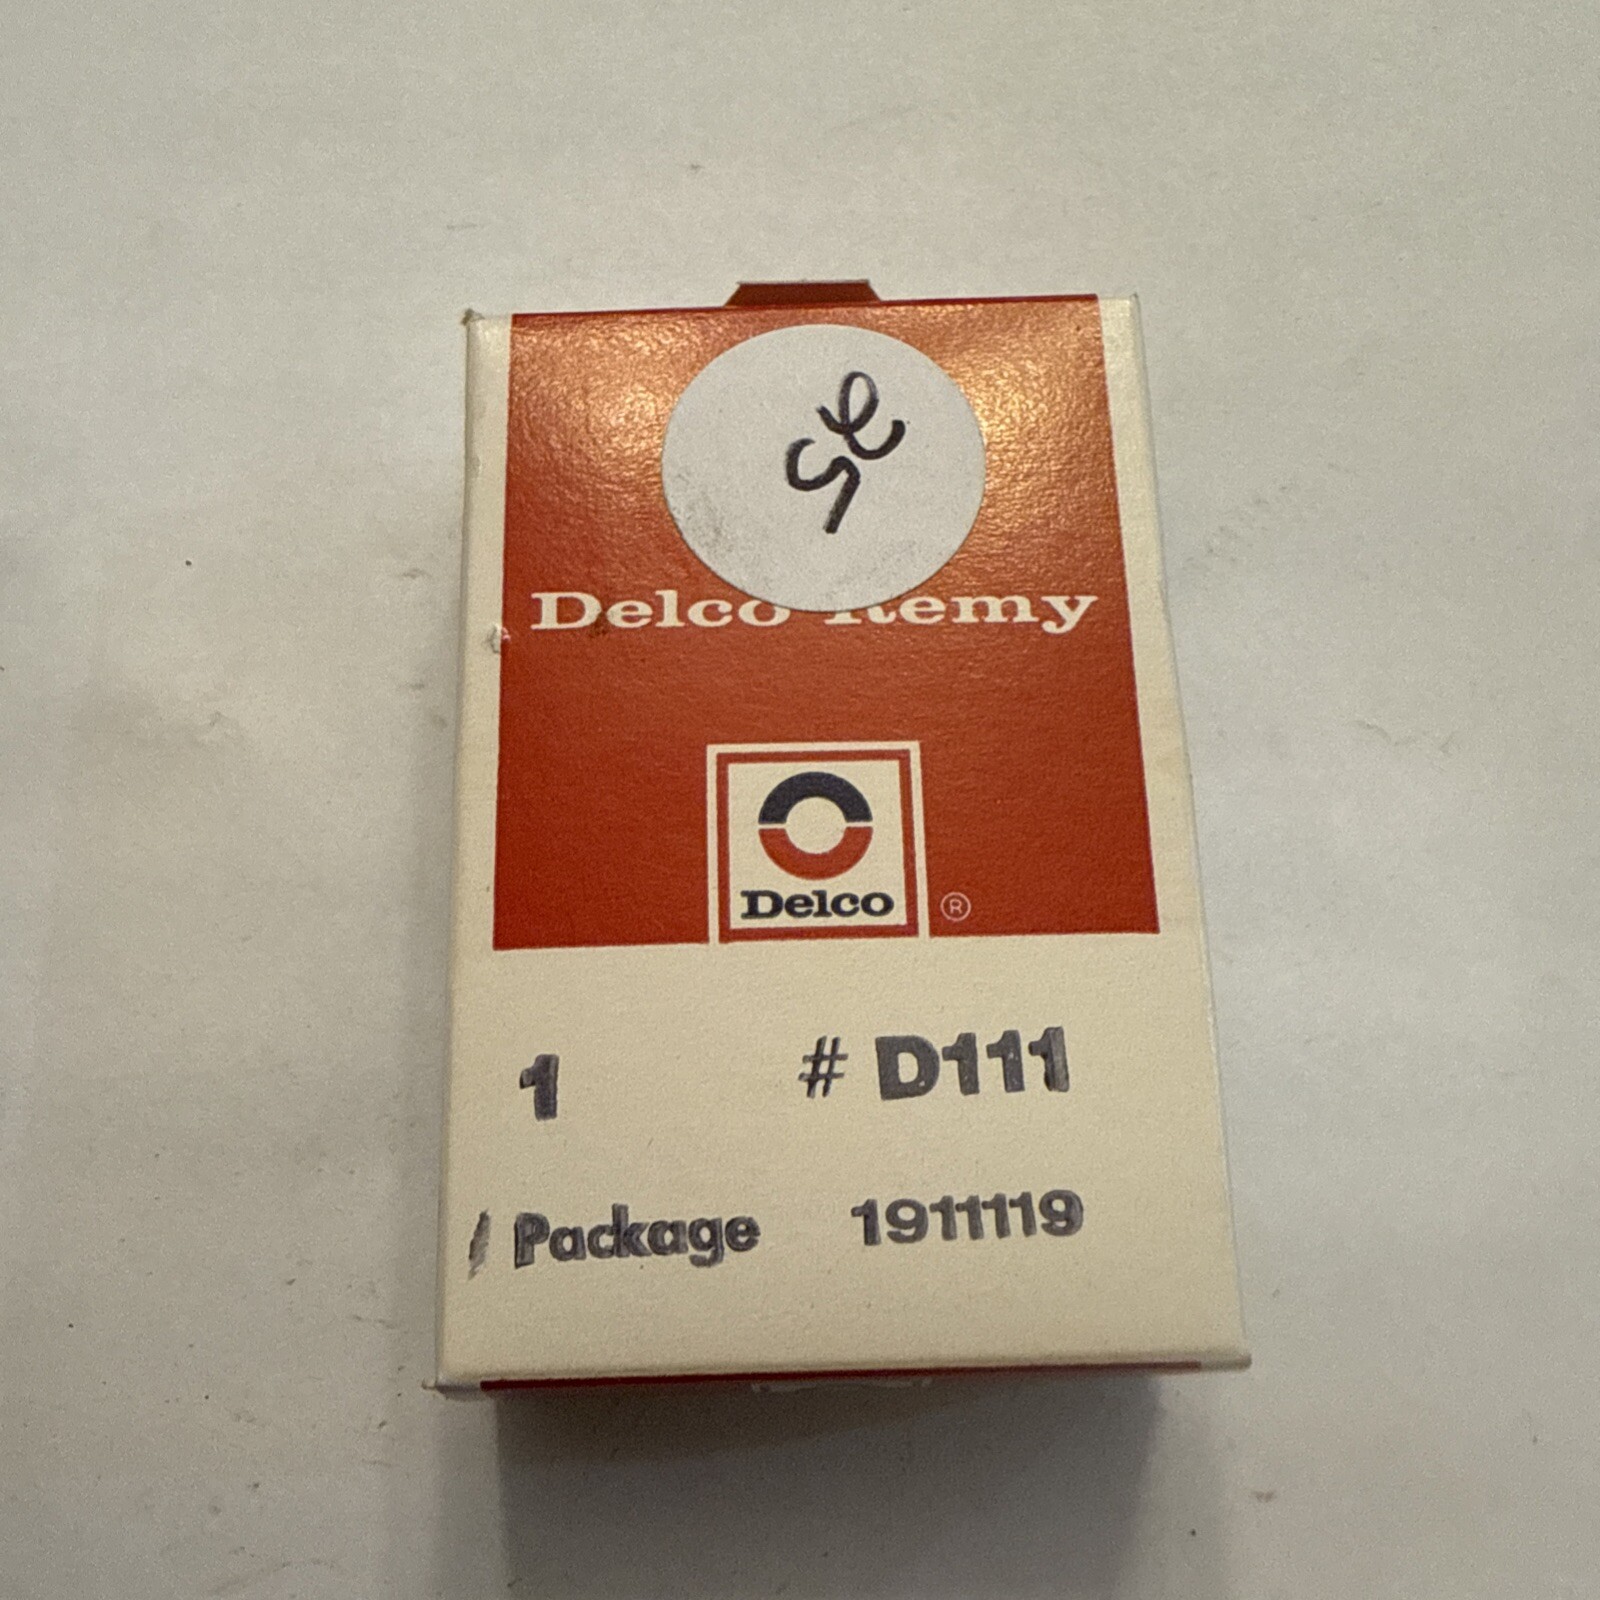 Delco Remy
Delco ®
1 # D111
Package 1911119